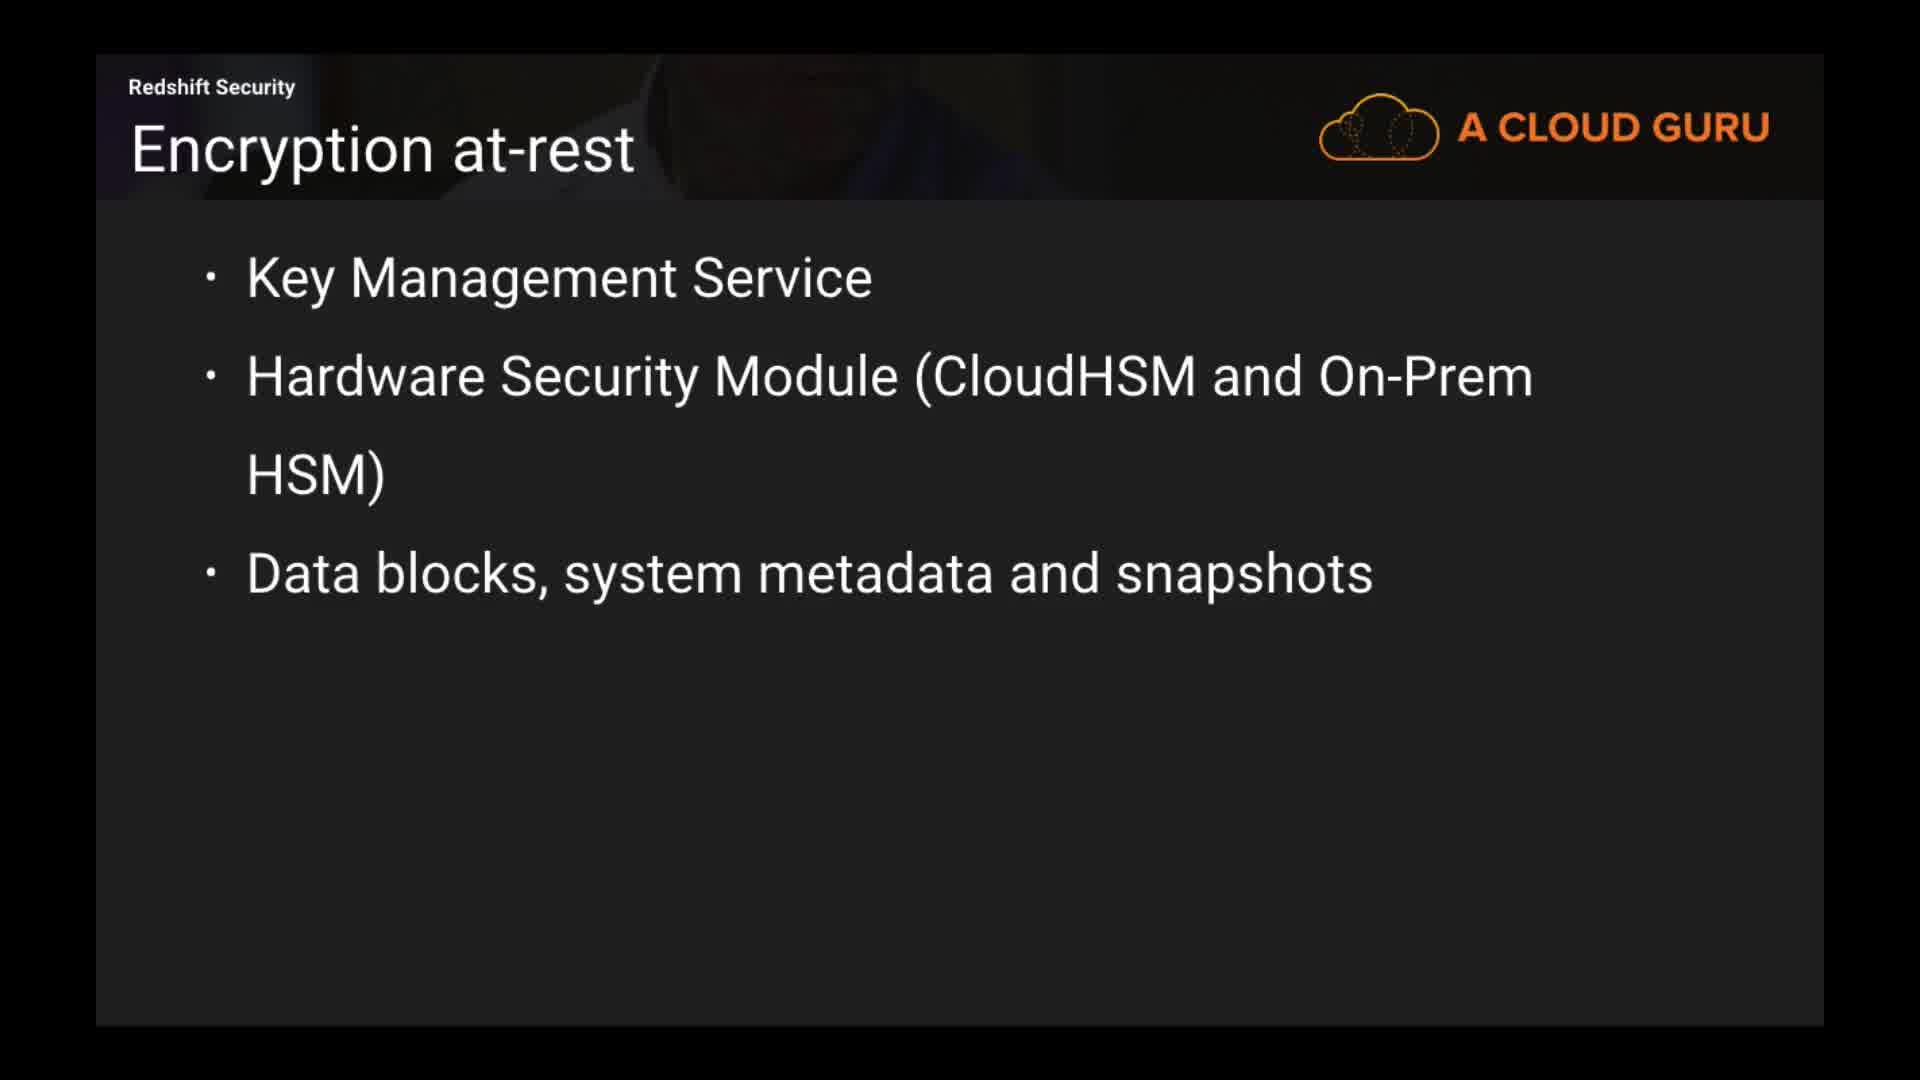 Redshift Security
Encryption at-rest
A CLOUD GURU
• Key Management Service
• Hardware Security Module (CloudHSM and On-Prem
HSM)
• Data blocks, system metadata and snapshots